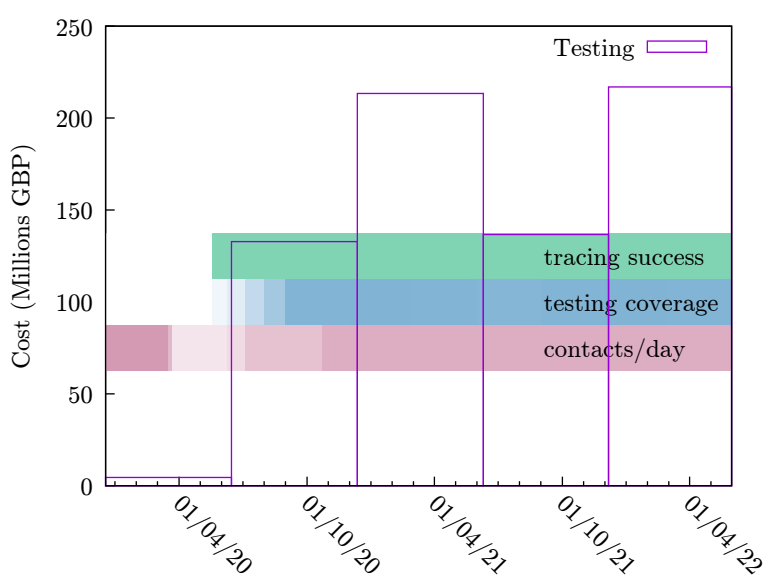 250
200
150
100
50
0
Cost (Millions GBP)
Testing
tracing success
testing coverage
contacts/day
01/04/20
01/10/20
01/04/21
01/10/21
01/04/22